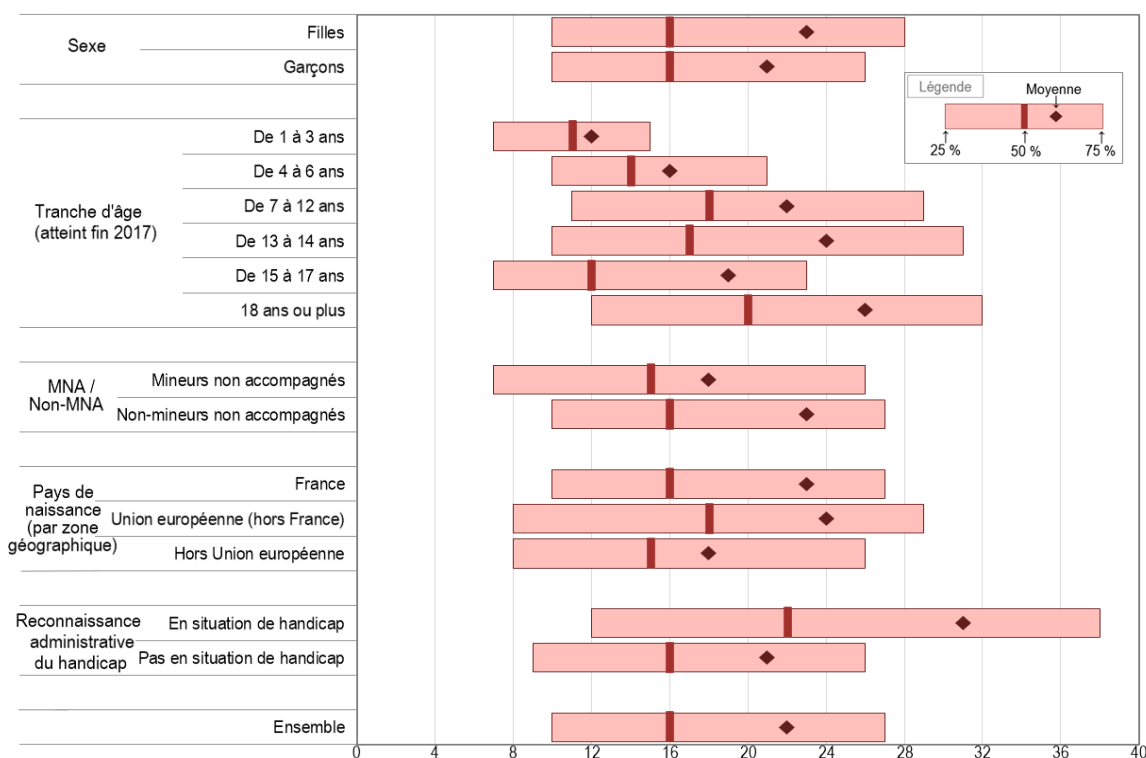 Sexe
Filles
Garçons
Légende
Moyenne
25 %
50 %
75 %
Tranche d'âge
(atteint fin 2017)
De 1 à 3 ans
De 4 à 6 ans
De 7 à 12 ans
De 13 à 14 ans
De 15 à 17 ans
18 ans ou plus
MNA /
Non-MNA
Mineurs non accompagnés
Non-mineurs non accompagnés
Pays de
naissance
(par zone
géographique)
France
Union européenne (hors France)
Hors Union européenne
Reconnaissance
administrative
du handicap
En situation de handicap
Pas en situation de handicap
Ensemble
0 4 8 12 16 20 24 28 32 36 40